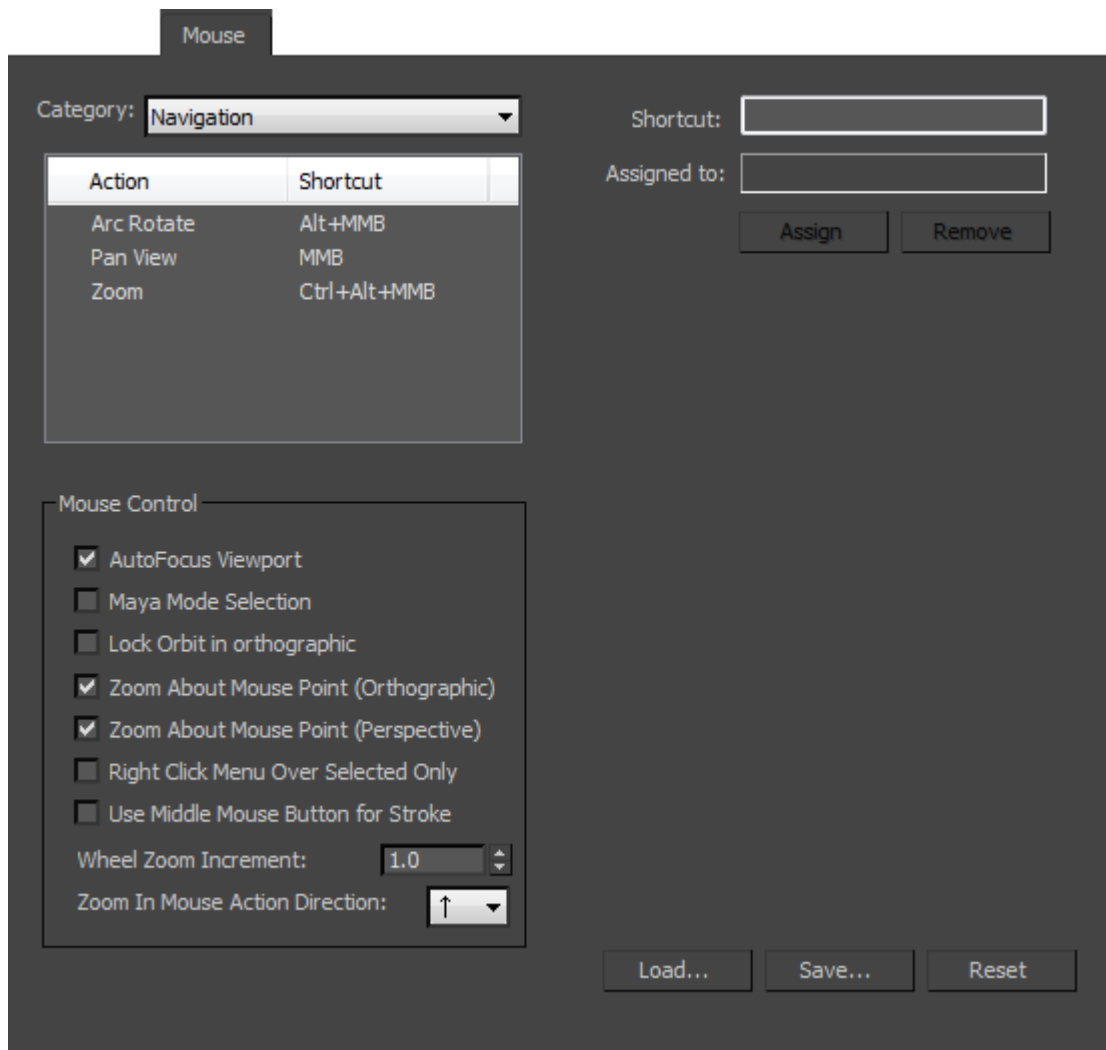 Mouse
Category: Navigation
Action Shortcut
Arc Rotate Alt+MMB
Pan View MMB
Zoom Ctrl+Alt+MMB
Shortcut:
Assigned to:
Assign Remove
Mouse Control
AutoFocus Viewport
Maya Mode Selection
Lock Orbit in orthographic
Zoom About Mouse Point (Orthographic)
Zoom About Mouse Point (Perspective)
Right Click Menu Over Selected Only
Use Middle Mouse Button for Stroke
Wheel Zoom Increment: 1.0
Zoom In Mouse Action Direction: ↑
Load... Save... Reset